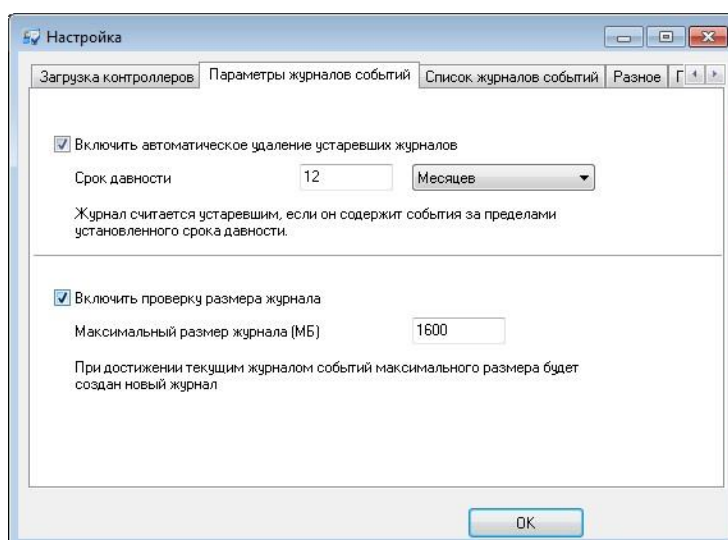 Настройка
Загрузка контроллеров Параметры журналов событий Список журналов событий Разное
Включить автоматическое удаление устаревших журналов
Срок давности 12 Месяцев
Журнал считается устаревшим, если он содержит события за пределами
установленного срока давности.
Включить проверку размера журнала
Максимальный размер журнала (МБ) 1600
При достижении текущим журналом событий максимального размера будет
создан новый журнал
OK